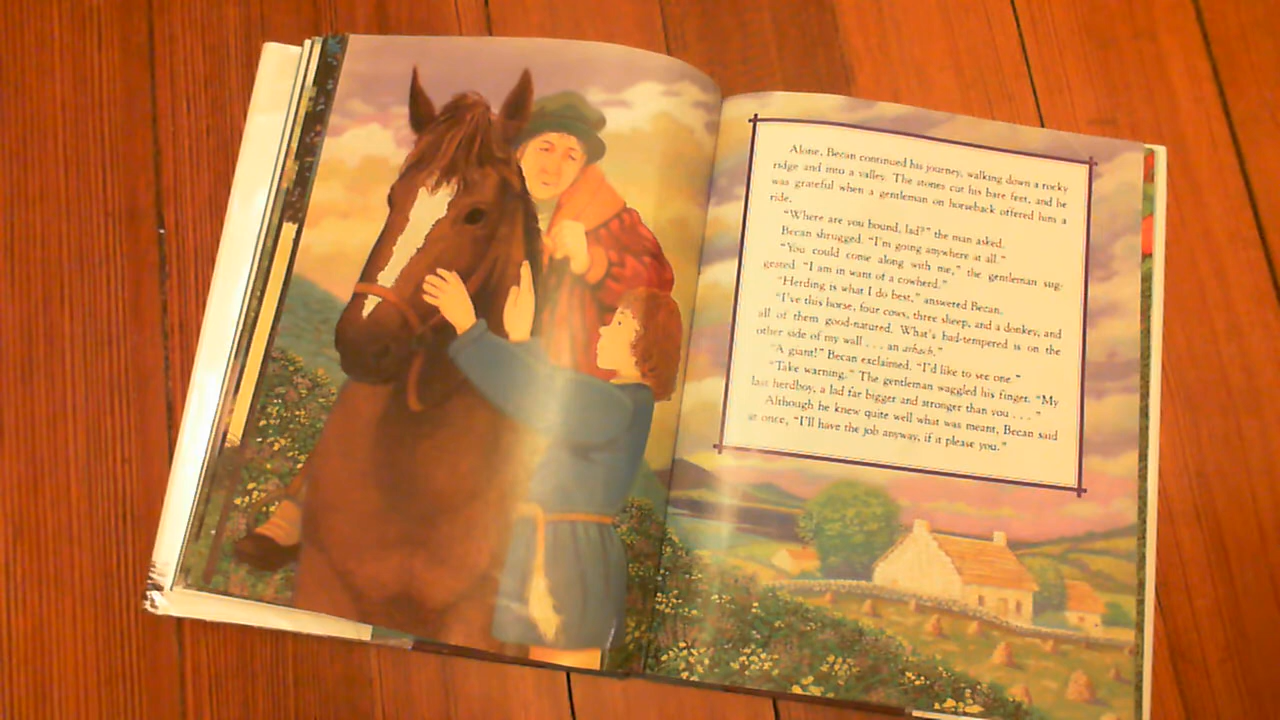 Alone, Becan continued his journey, walking down a rocky
ridge and into a valley. The stones cut his bare feet, and he
was grateful when a gentleman on horseback offered him a
ride.
"Where are you bound, lad?" the man asked.
Becan shrugged. "I'm going anywhere at all."
"You could come along with me," the gentleman sug-
gested. "I am in want of a cowherd."
"Herding is what I do best," answered Becan.
"I've this horse, four cows, three sheep, and a donkey, and
all of them good-natured. What's bad-tempered is on the
other side of my wall . . . an athach."
"A giant!" Becan exclaimed. "I'd like to see one."
"Take warning." The gentleman waggled his finger. "My
last herdboy, a lad far bigger and stronger than you . . . "
Although he knew quite well what was meant, Becan said
at once, "I'll have the job anyway, if it please you."